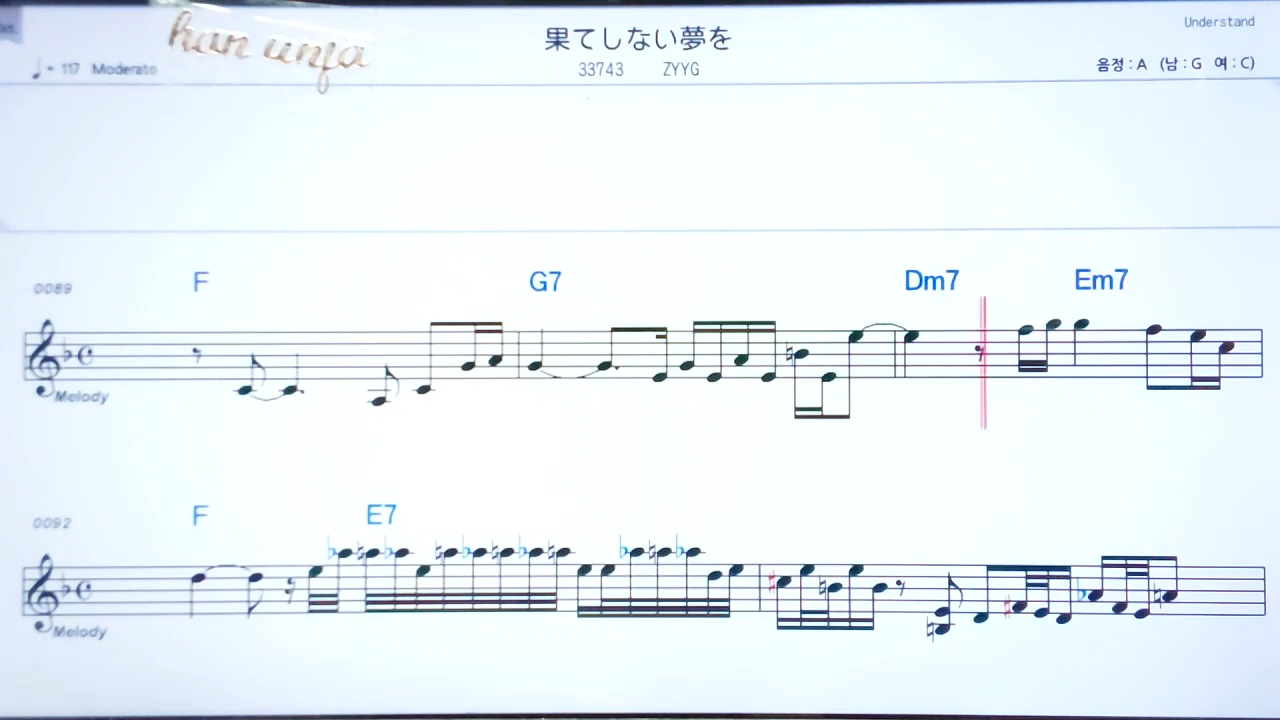 han unfa
果てしない夢を
Understand
♩= 117 Moderato
33743 ZYYG
음정:A (남:G 여:C)
F G7 Dm7 Em7
0089
Melody
F E7
0092
Melody